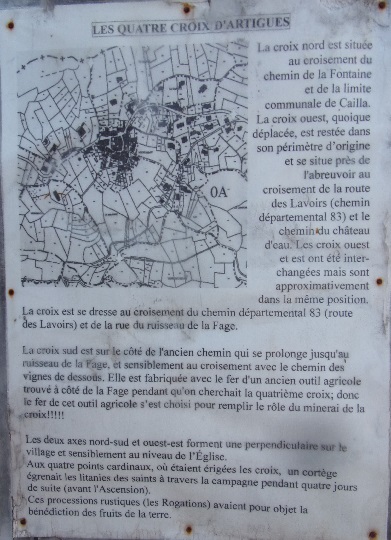 LES QUATRE CROIX D'ARTIGUES
La croix nord est située
au croisement du
chemin de la Fontaine
et de la limite
communale de Cailla.
La croix ouest, quoique
déplacée, est restée dans
son périmètre d'origine
et se situe près de
l'abreuvoir au
croisement de la route
des Lavoirs (chemin
départemental 83) et le
chemin du château
d'eau. Les croix ouest
et est ont été inter-
changées mais sont
approximativement
dans la même position.
0A
La croix est se dresse au croisement du chemin départemental 83 (route
des Lavoirs) et de la rue du ruisseau de la Fage.
La croix sud est sur le côté de l'ancien chemin qui se prolonge jusqu'au
ruisseau de la Fage, et sensiblement au croisement avec le chemin des
vignes de dessous. Elle est fabriquée avec le fer d'un ancien outil agricole
trouvé à côté de la Fage pendant qu'on cherchait la quatrième croix; donc
le fer de cet outil agricole s'est choisi pour remplir le rôle du minerai de la
croix!!!!!
Les deux axes nord-sud et ouest-est forment une perpendiculaire sur le
village et sensiblement au niveau de l'Église.
Aux quatre points cardinaux, où étaient érigées les croix, un cortège
égrenait les litanies des saints à travers la campagne pendant quatre jours
de suite (avant l'Ascension).
Ces processions rustiques (les Rogations) avaient pour objet la
bénédiction des fruits de la terre.